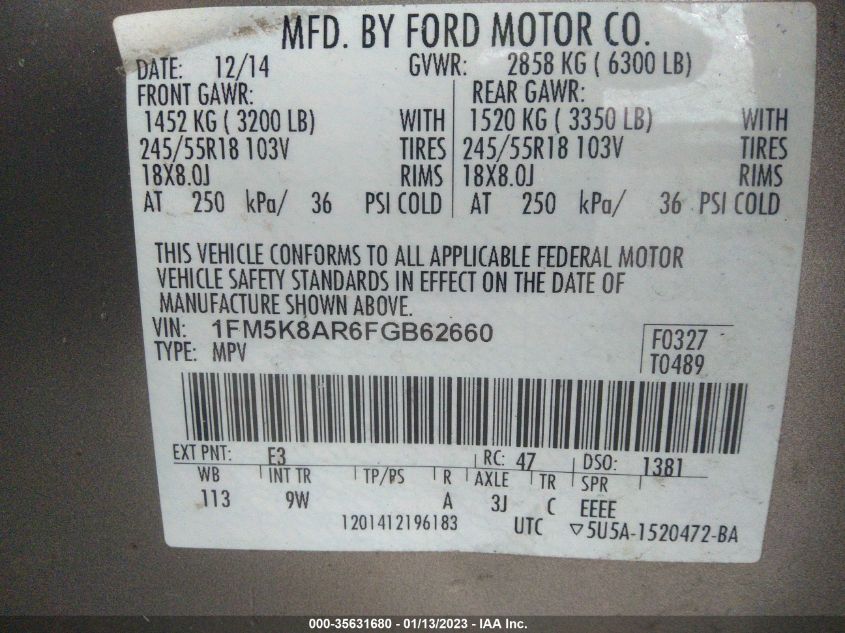 MFD. BY FORD MOTOR CO.
DATE: 12/14 GVWR: 2858 KG ( 6300 LB)
FRONT GAWR: REAR GAWR:
1452 KG ( 3200 LB) WITH 1520 KG ( 3350 LB) WITH
245/55R18 103V TIRES 245/55R18 103V TIRES
18X8.0J RIMS 18X8.0J RIMS
AT 250 kPa/ 36 PSI COLD AT 250 kPa/ 36 PSI COLD
THIS VEHICLE CONFORMS TO ALL APPLICABLE FEDERAL MOTOR
VEHICLE SAFETY STANDARDS IN EFFECT ON THE DATE OF
MANUFACTURE SHOWN ABOVE.
VIN: 1FM5K8AR6FGB62660 F0327
TYPE: MPV T0489
EXT PNT: E3 RC: 47 DSO: 1381
WB INT TR TP/PS R AXLE TR SPR
113 9W A 3J C EEEE
1201412196183 UTC ▽5U5A-1520472-BA
000-35631680 - 01/13/2023 - IAA Inc.